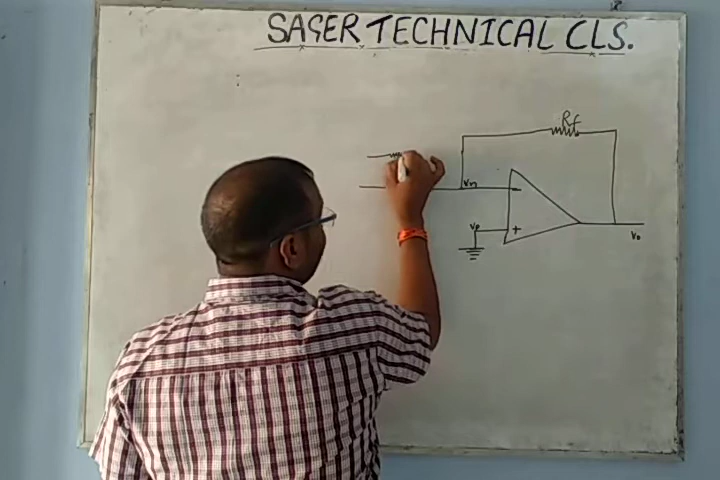 SAGER TECHNICAL CLS.
Rf
Vn
-
Vp
+
Vo